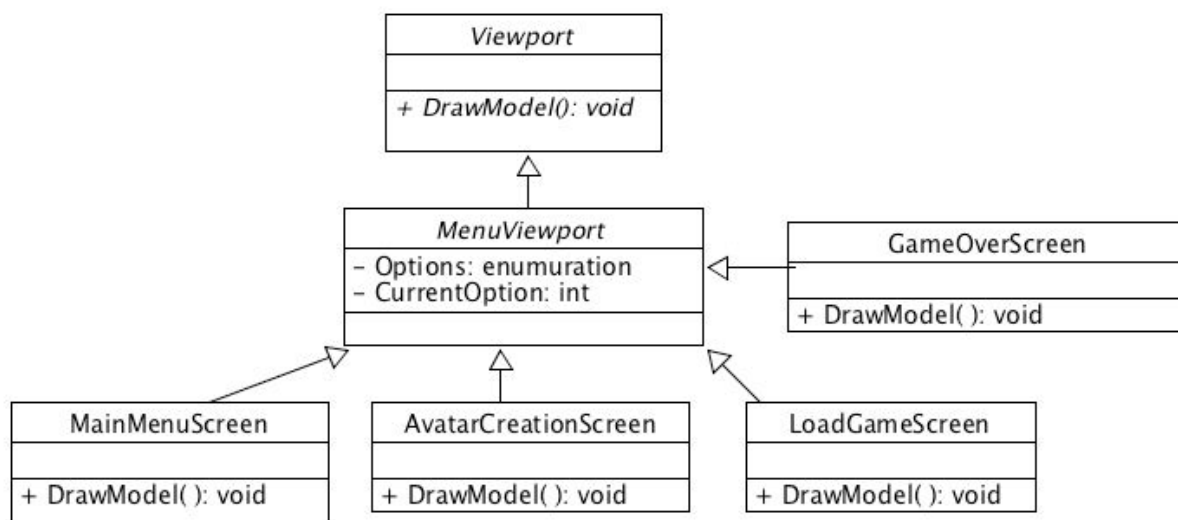 Viewport
+ DrawModel(): void
MenuViewport
– Options: enumuration
– CurrentOption: int
GameOverScreen
+ DrawModel( ): void
MainMenuScreen
+ DrawModel( ): void
AvatarCreationScreen
+ DrawModel( ): void
LoadGameScreen
+ DrawModel( ): void